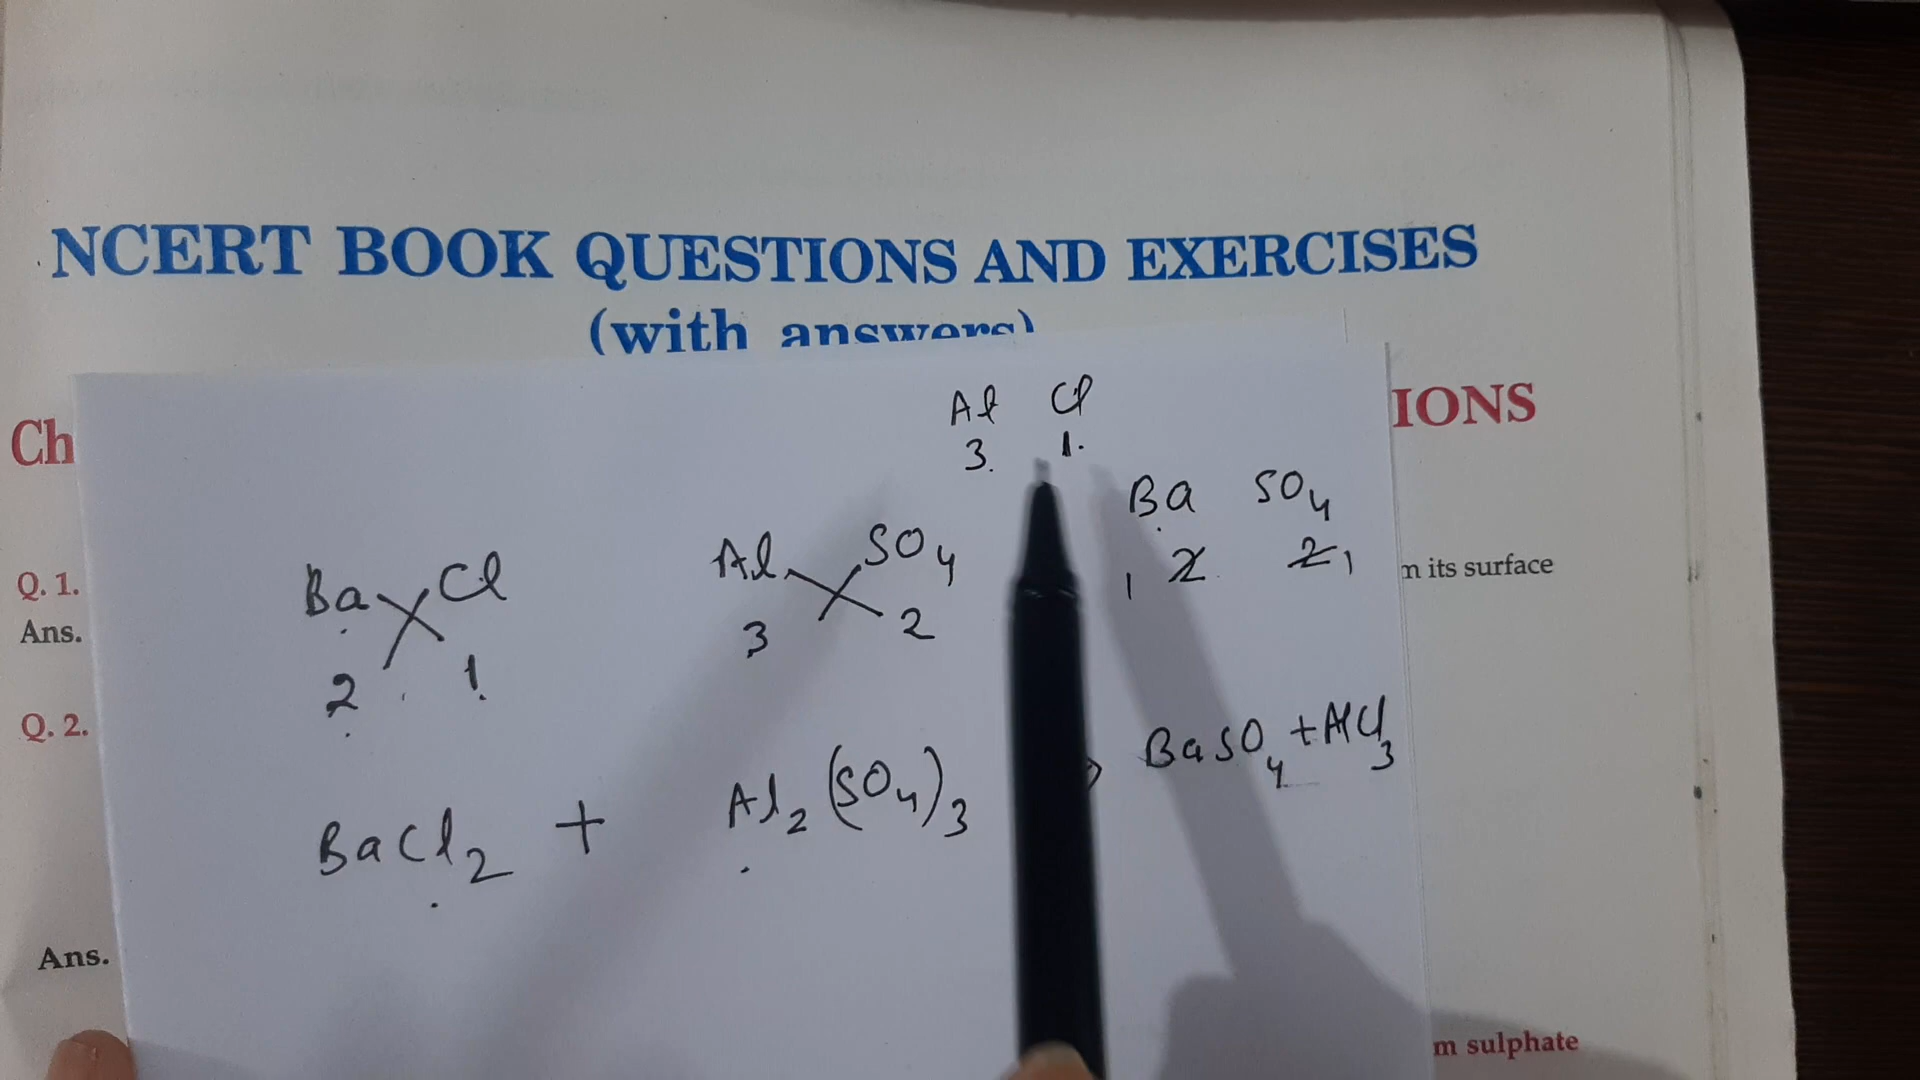 NCERT BOOK QUESTIONS AND EXERCISES
(with answers)
Ch
IONS
Al Cl
3. 1.
Ba SO4
1 2 2 1
Q. 1.
n its surface
Ans.
Ba Cl
2 1
Al SO4
3 2
Q. 2.
BaCl2 + Al2(SO4)3 BaSO4 + AlCl3
Ans.
m sulphate